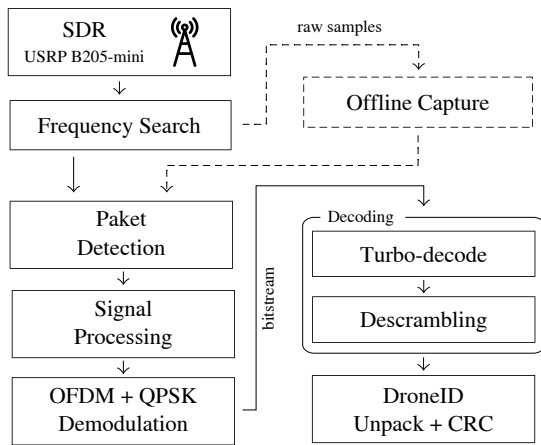 SDR
USRP B205-mini
raw samples
Offline Capture
Frequency Search
Paket
Detection
Signal
Processing
OFDM + QPSK
Demodulation
bitstream
Decoding
Turbo-decode
Descrambling
DroneID
Unpack + CRC